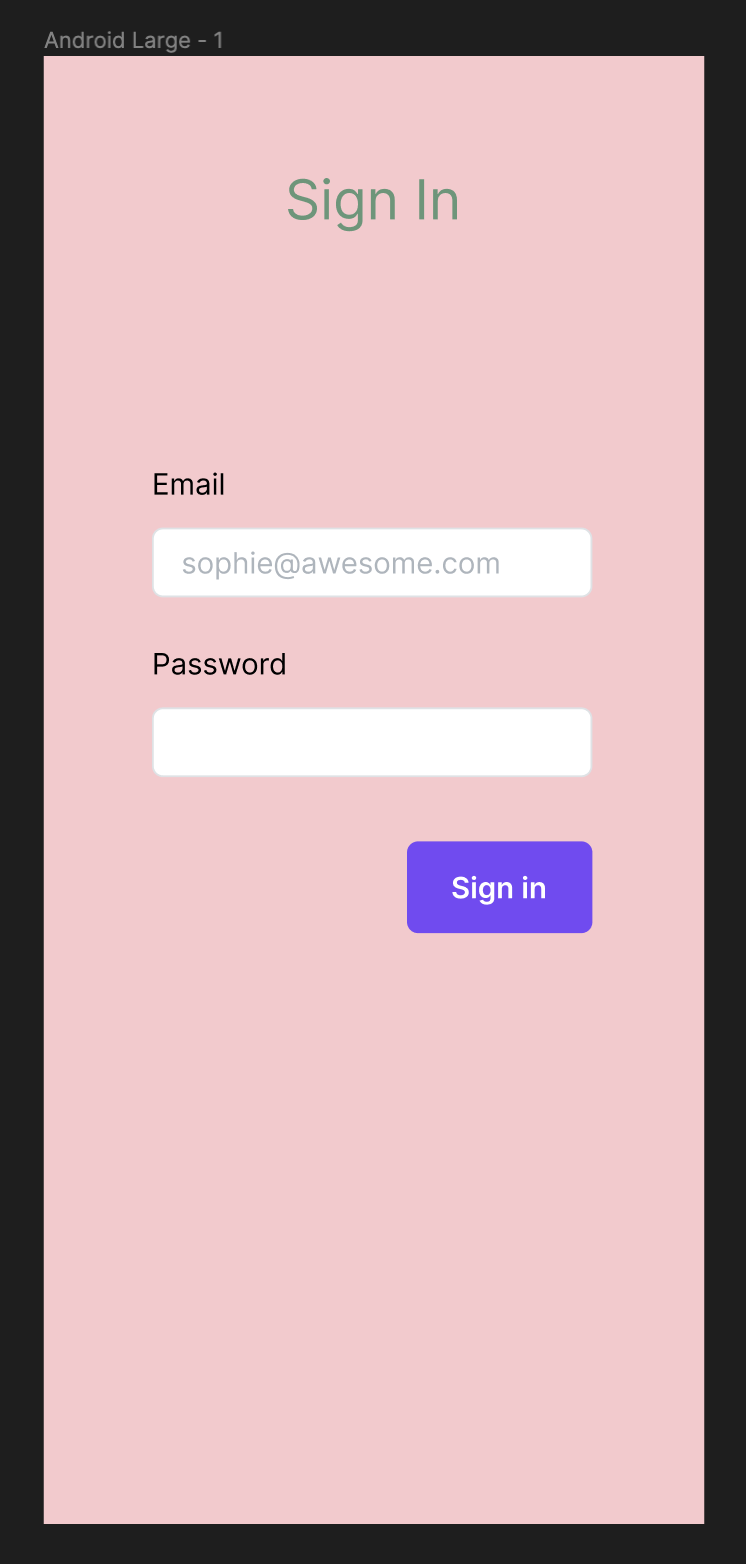 Android Large - 1
Sign In
Email
sophie@awesome.com
Password
Sign in